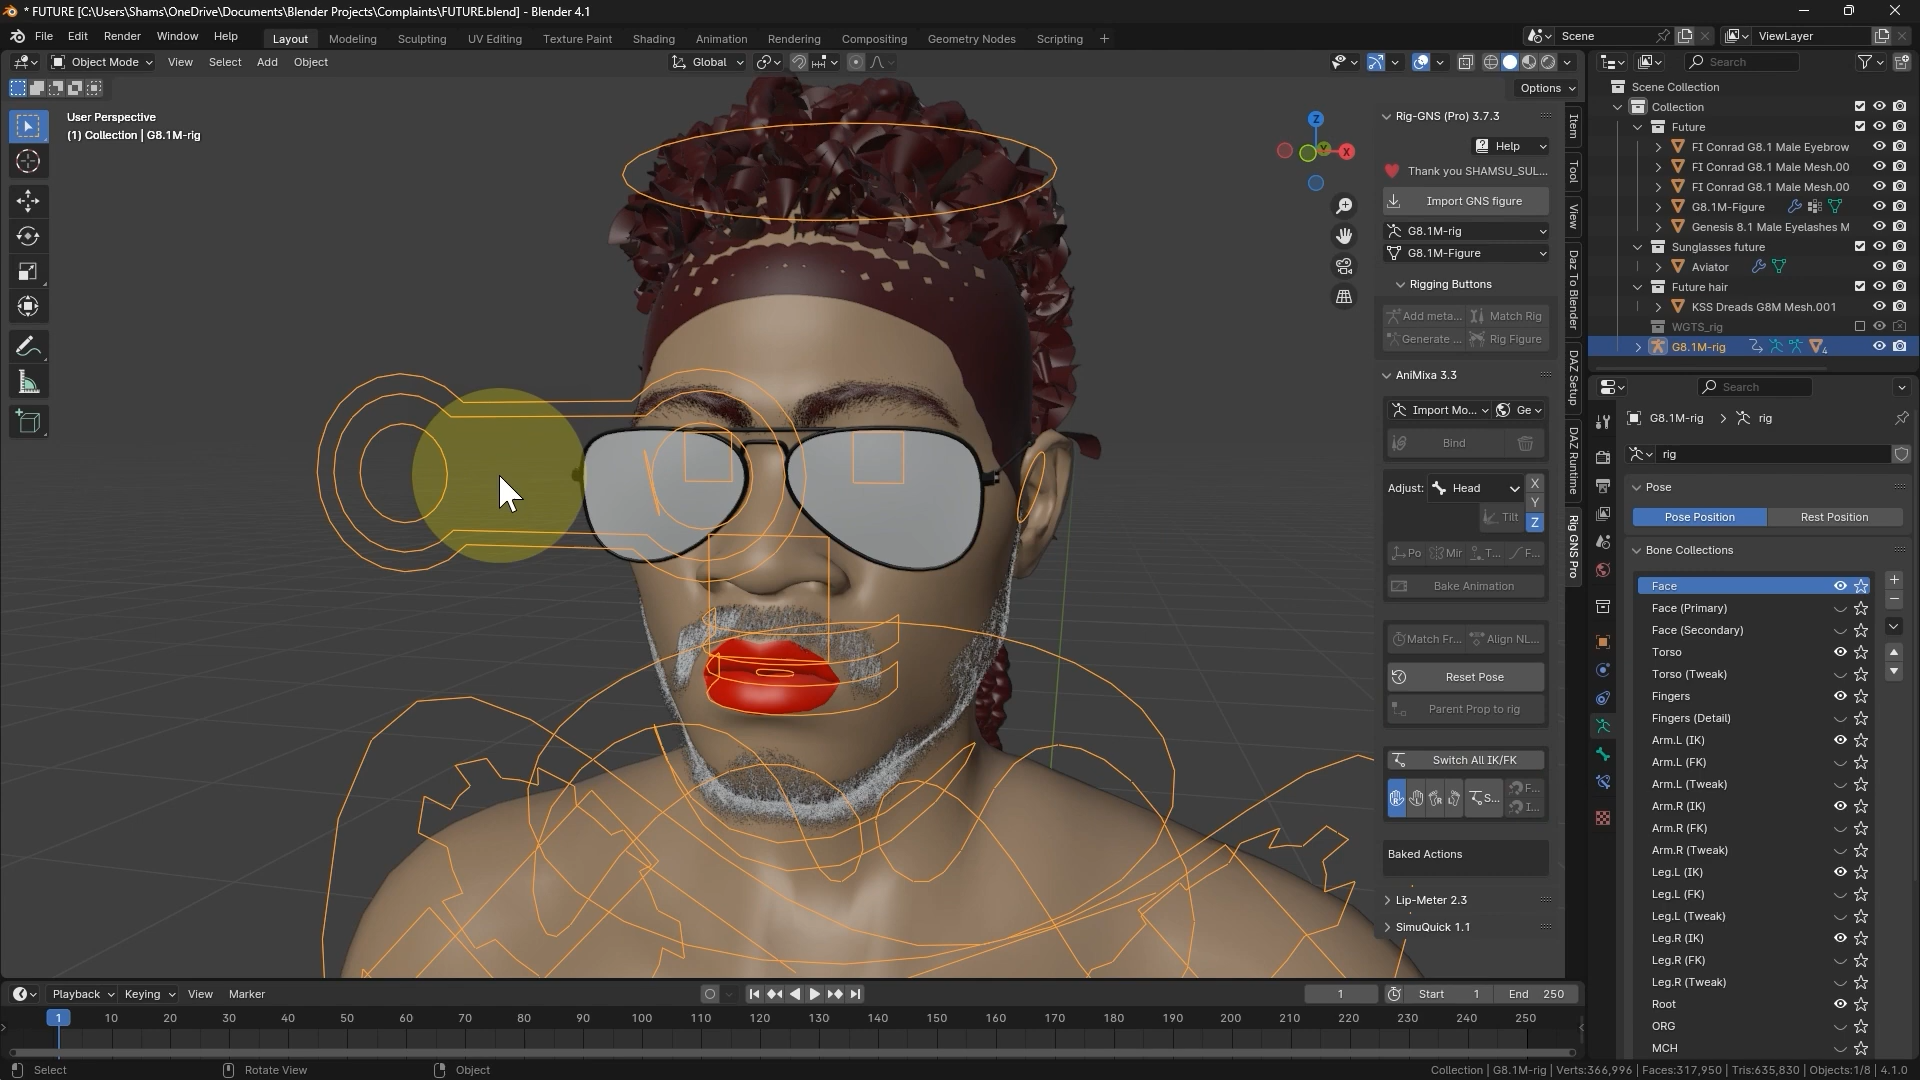 * FUTURE [C:\Users\Shams\OneDrive\Documents\Blender Projects\Complaints\FUTURE.blend] - Blender 4.1
File Edit Render Window Help Layout Modeling Sculpting UV Editing Texture Paint Shading Animation Rendering Compositing Geometry Nodes Scripting + Scene ViewLayer
Object Mode View Select Add Object Global Search
Options
User Perspective
(1) Collection | G8.1M-rig
Z
Y
X
Rig-GNS (Pro) 3.7.3
Help
Thank you SHAMSU_SUL...
Import GNS figure
G8.1M-rig
G8.1M-Figure
Rigging Buttons
Add meta... Match Rig
Generate ... Rig Figure
AniMixa 3.3
Import Mo... Ge
Bind
Adjust: Head X
Y
Tilt Z
Po Mir T... F...
Bake Animation
Match Fr... Align NL...
Reset Pose
Parent Prop to rig
Switch All IK/FK
S... F...
I...
Baked Actions
Lip-Meter 2.3
SimuQuick 1.1
Item
Tool
View
Daz To Blender
DAZ Setup
DAZ Runtime
Rig GNS Pro
Scene Collection
Collection
Future
FI Conrad G8.1 Male Eyebrow
FI Conrad G8.1 Male Mesh.00
FI Conrad G8.1 Male Mesh.00
G8.1M-Figure
Genesis 8.1 Male Eyelashes M
Sunglasses future
Aviator
Future hair
KSS Dreads G8M Mesh.001
WGTS_rig
G8.1M-rig 4
Search
G8.1M-rig > rig
rig
Pose
Pose Position Rest Position
Bone Collections
Face
Face (Primary)
Face (Secondary)
Torso
Torso (Tweak)
Fingers
Fingers (Detail)
Arm.L (IK)
Arm.L (FK)
Arm.L (Tweak)
Arm.R (IK)
Arm.R (FK)
Arm.R (Tweak)
Leg.L (IK)
Leg.L (FK)
Leg.L (Tweak)
Leg.R (IK)
Leg.R (FK)
Leg.R (Tweak)
Root
ORG
MCH
Playback Keying View Marker 1 Start 1 End 250
1 10 20 30 40 50 60 70 80 90 100 110 120 130 140 150 160 170 180 190 200 210 220 230 240 250
Select Rotate View Object Collection | G8.1M-rig | Verts:366,996 | Faces:317,950 | Tris:635,830 | Objects:1/8 | 4.1.0